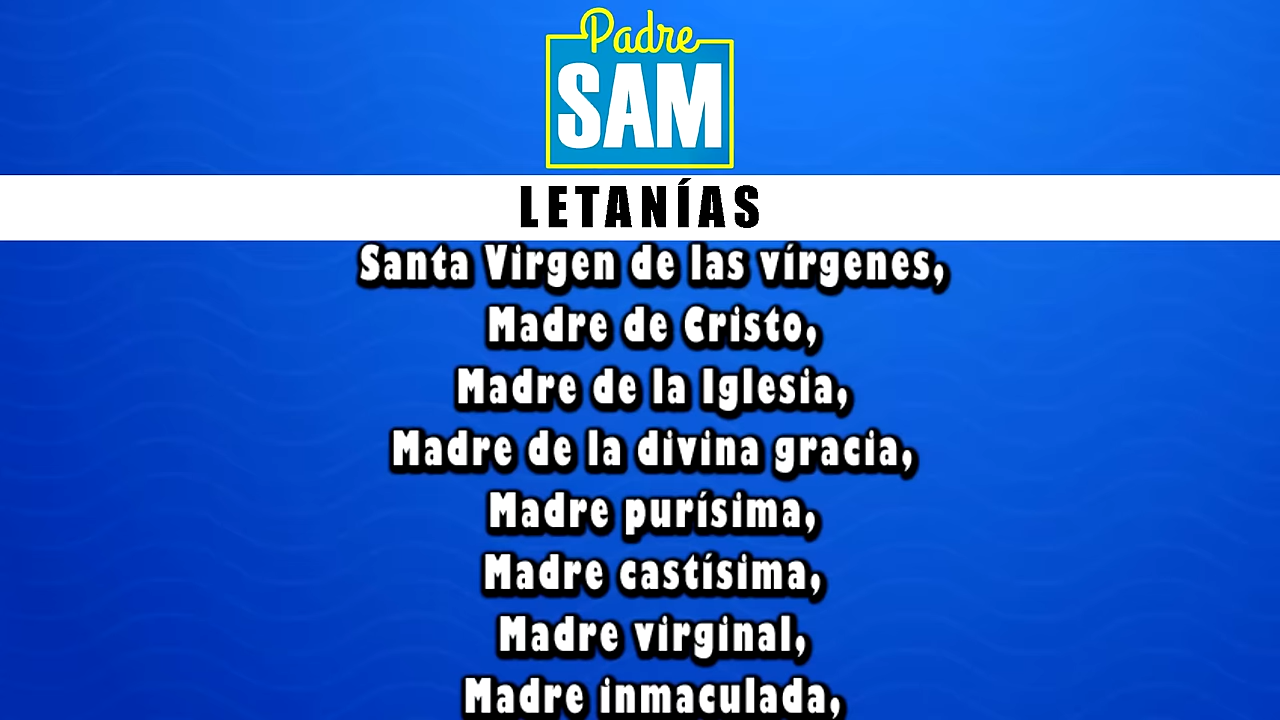 Padre
SAM
LETANÍAS
Santa Virgen de las vírgenes,
Madre de Cristo,
Madre de la Iglesia,
Madre de la divina gracia,
Madre purísima,
Madre castísima,
Madre virginal,
Madre inmaculada,